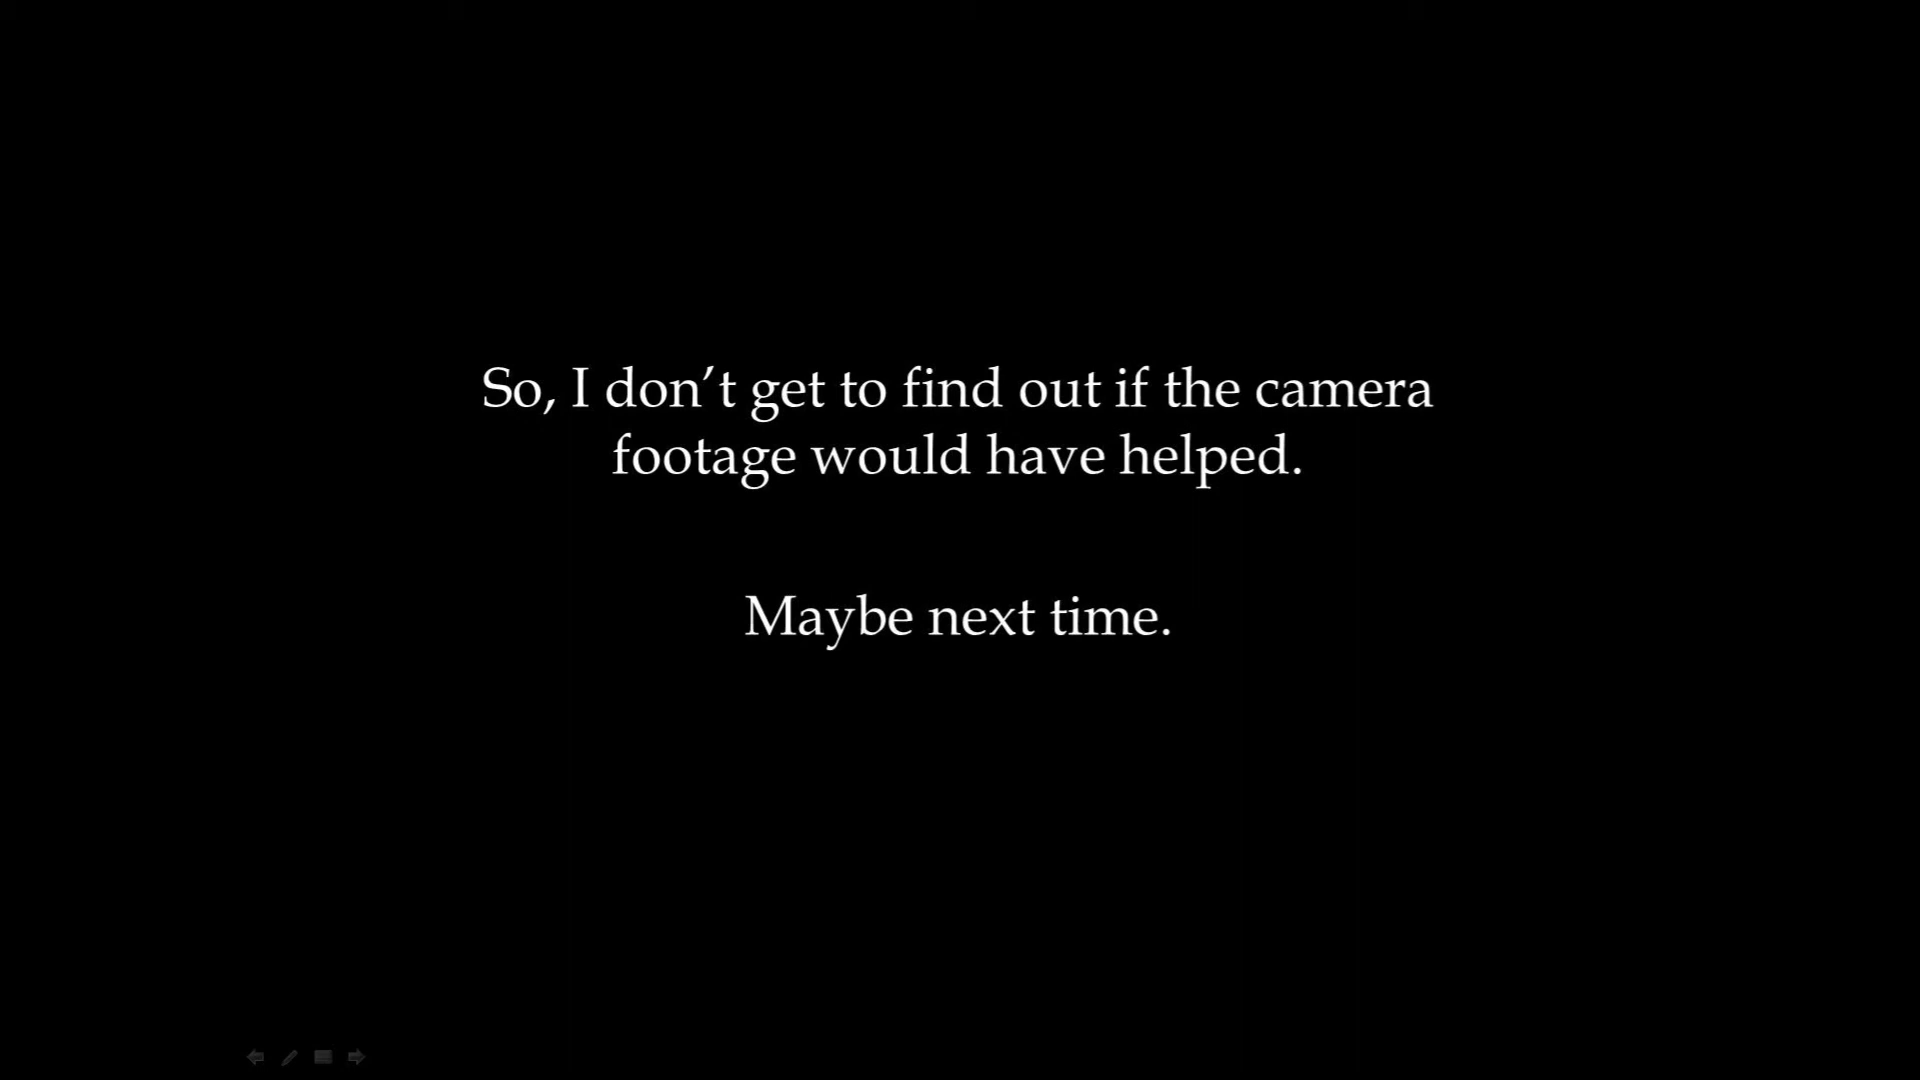 So, I don’t get to find out if the camera
footage would have helped.
Maybe next time.